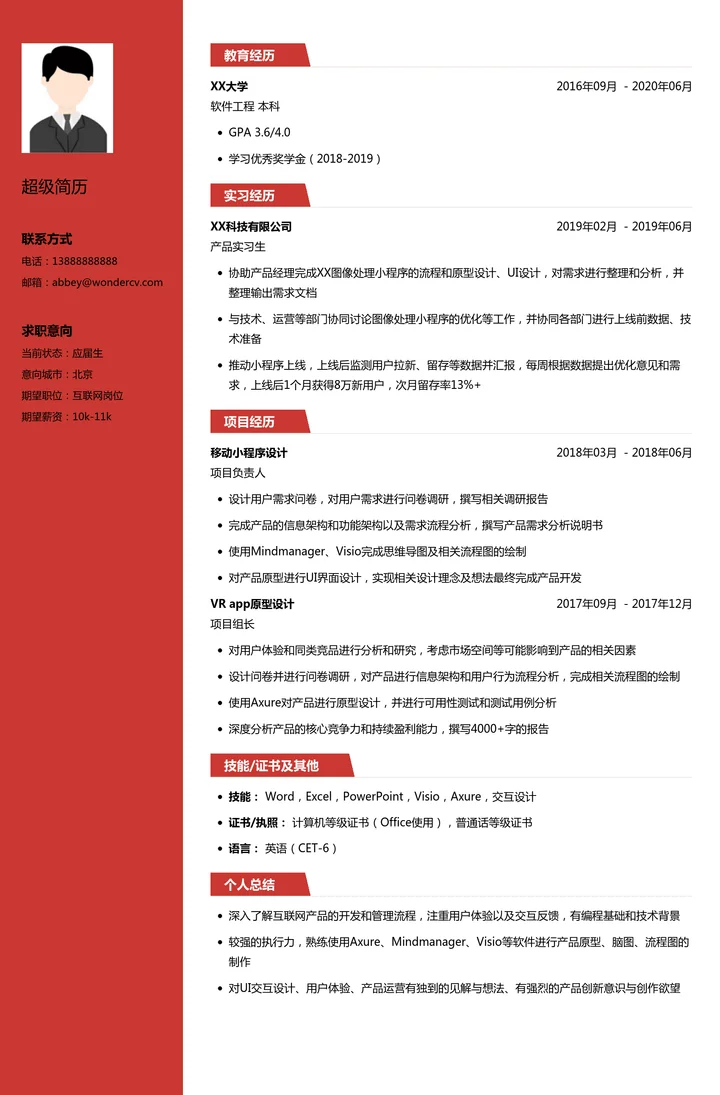 超级简历
联系方式
电话：13888888888
邮箱：abbey@wondercv.com
求职意向
当前状态：应届生
意向城市：北京
期望职位：互联网岗位
期望薪资：10k-11k
教育经历
XX大学 2016年09月 - 2020年06月
软件工程 本科
• GPA 3.6/4.0
• 学习优秀奖学金（2018-2019）
实习经历
XX科技有限公司 2019年02月 - 2019年06月
产品实习生
• 协助产品经理完成XX图像处理小程序的流程和原型设计、UI设计，对需求进行整理和分析，并
整理输出需求文档
• 与技术、运营等部门协同讨论图像处理小程序的优化等工作，并协同各部门进行上线前数据、技
术准备
• 推动小程序上线，上线后监测用户拉新、留存等数据并汇报，每周根据数据提出优化意见和需
求，上线后1个月获得8万新用户，次月留存率13%+
项目经历
移动小程序设计 2018年03月 - 2018年06月
项目负责人
• 设计用户需求问卷，对用户需求进行问卷调研，撰写相关调研报告
• 完成产品的信息架构和功能架构以及需求流程分析，撰写产品需求分析说明书
• 使用Mindmanager、Visio完成思维导图及相关流程图的绘制
• 对产品原型进行UI界面设计，实现相关设计理念及想法最终完成产品开发
VR app原型设计 2017年09月 - 2017年12月
项目组长
• 对用户体验和同类竞品进行分析和研究，考虑市场空间等可能影响到产品的相关因素
• 设计问卷并进行问卷调研，对产品进行信息架构和用户行为流程分析，完成相关流程图的绘制
• 使用Axure对产品进行原型设计，并进行可用性测试和测试用例分析
• 深度分析产品的核心竞争力和持续盈利能力，撰写4000+字的报告
技能/证书及其他
• 技能： Word，Excel，PowerPoint，Visio，Axure，交互设计
• 证书/执照： 计算机等级证书（Office使用），普通话等级证书
• 语言： 英语（CET-6）
个人总结
• 深入了解互联网产品的开发和管理流程，注重用户体验以及交互反馈，有编程基础和技术背景
• 较强的执行力，熟练使用Axure、Mindmanager、Visio等软件进行产品原型、脑图、流程图的
制作
• 对UI交互设计、用户体验、产品运营有独到的见解与想法、有强烈的产品创新意识与创作欲望